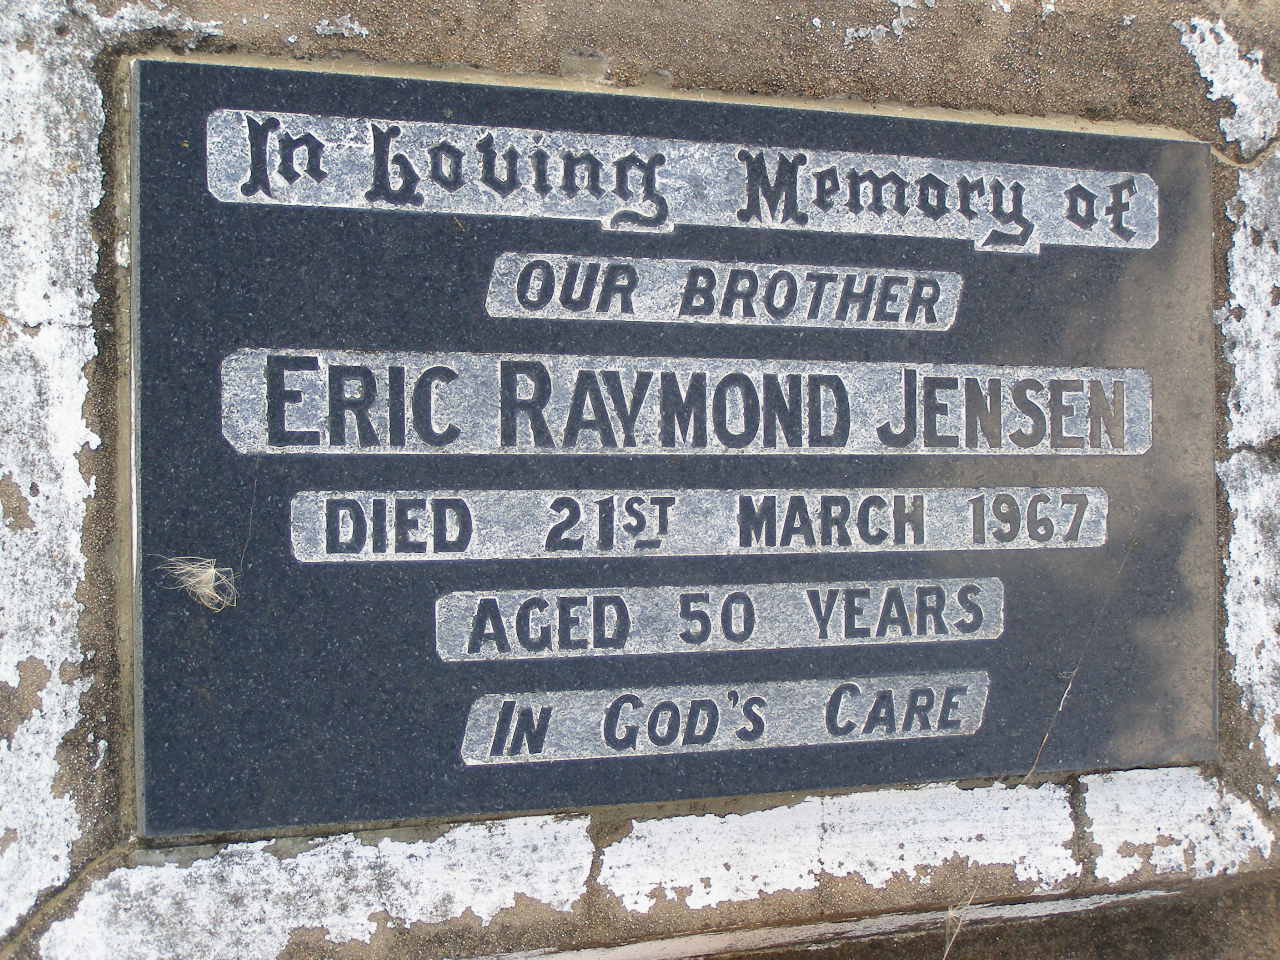 In Loving Memory of
OUR BROTHER
ERIC RAYMOND JENSEN
DIED 21ST MARCH 1967
AGED 50 YEARS
IN GOD'S CARE